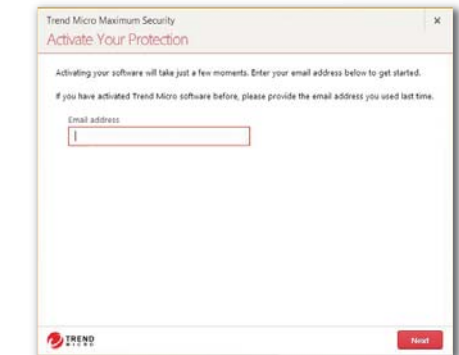 Trend Micro Maximum Security
Activate Your Protection
Activating your software will take just a few moments. Enter your email address below to get started.
If you have activated Trend Micro software before, please provide the email address you used last time.
Email address
TREND
MICRO
Next